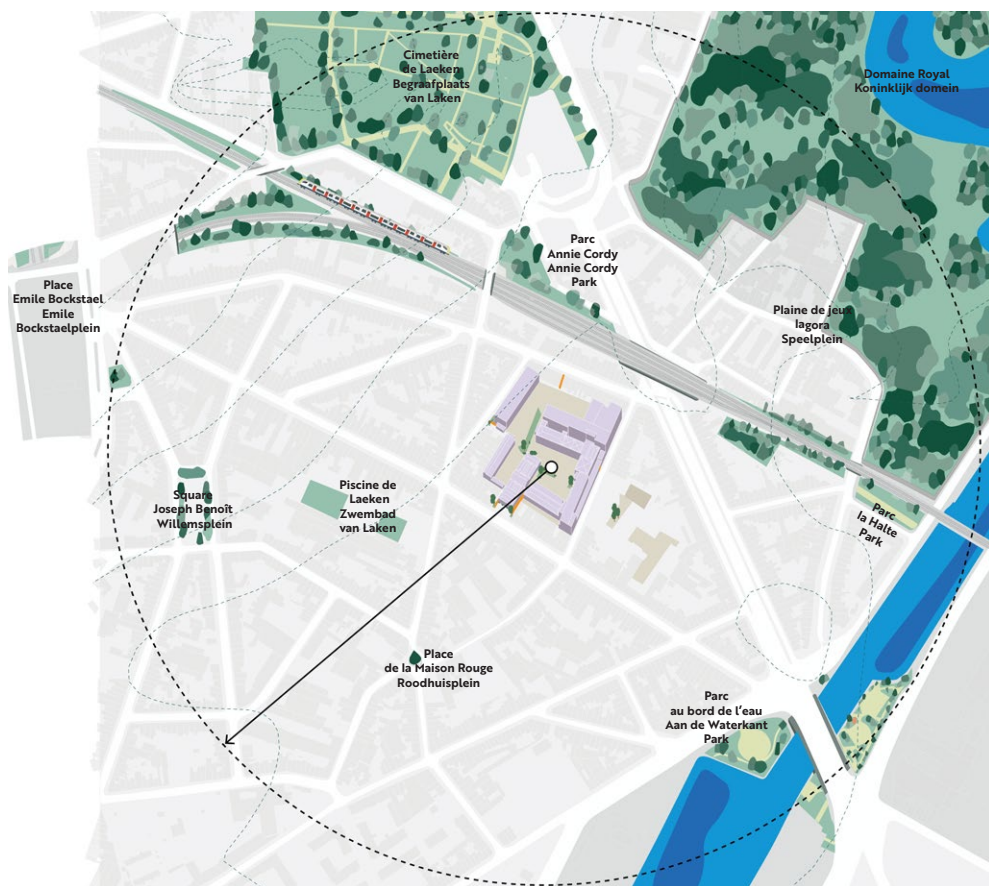 Cimetière
de Laeken
Begraafplaats
van Laken
Domaine Royal
Koninklijk domein
Parc
Annie Cordy
Annie Cordy
Park
Place
Emile Bockstael
Emile
Bockstaelplein
Plaine de jeux
lagora
Speelplein
Square
Joseph Benoît
Willemsplein
Piscine de
Laeken
Zwembad
van Laken
Parc
la Halte
Park
Place
de la Maison Rouge
Roodhuisplein
Parc
au bord de l'eau
Aan de Waterkant
Park